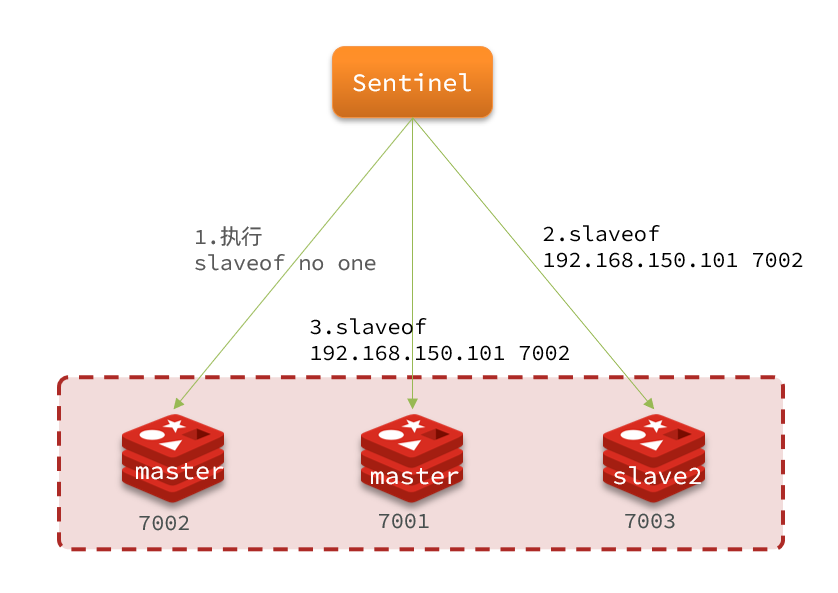 Sentinel
1.执行
slaveof no one
2.slaveof
192.168.150.101 7002
3.slaveof
192.168.150.101 7002
master
master
slave2
7002
7001
7003